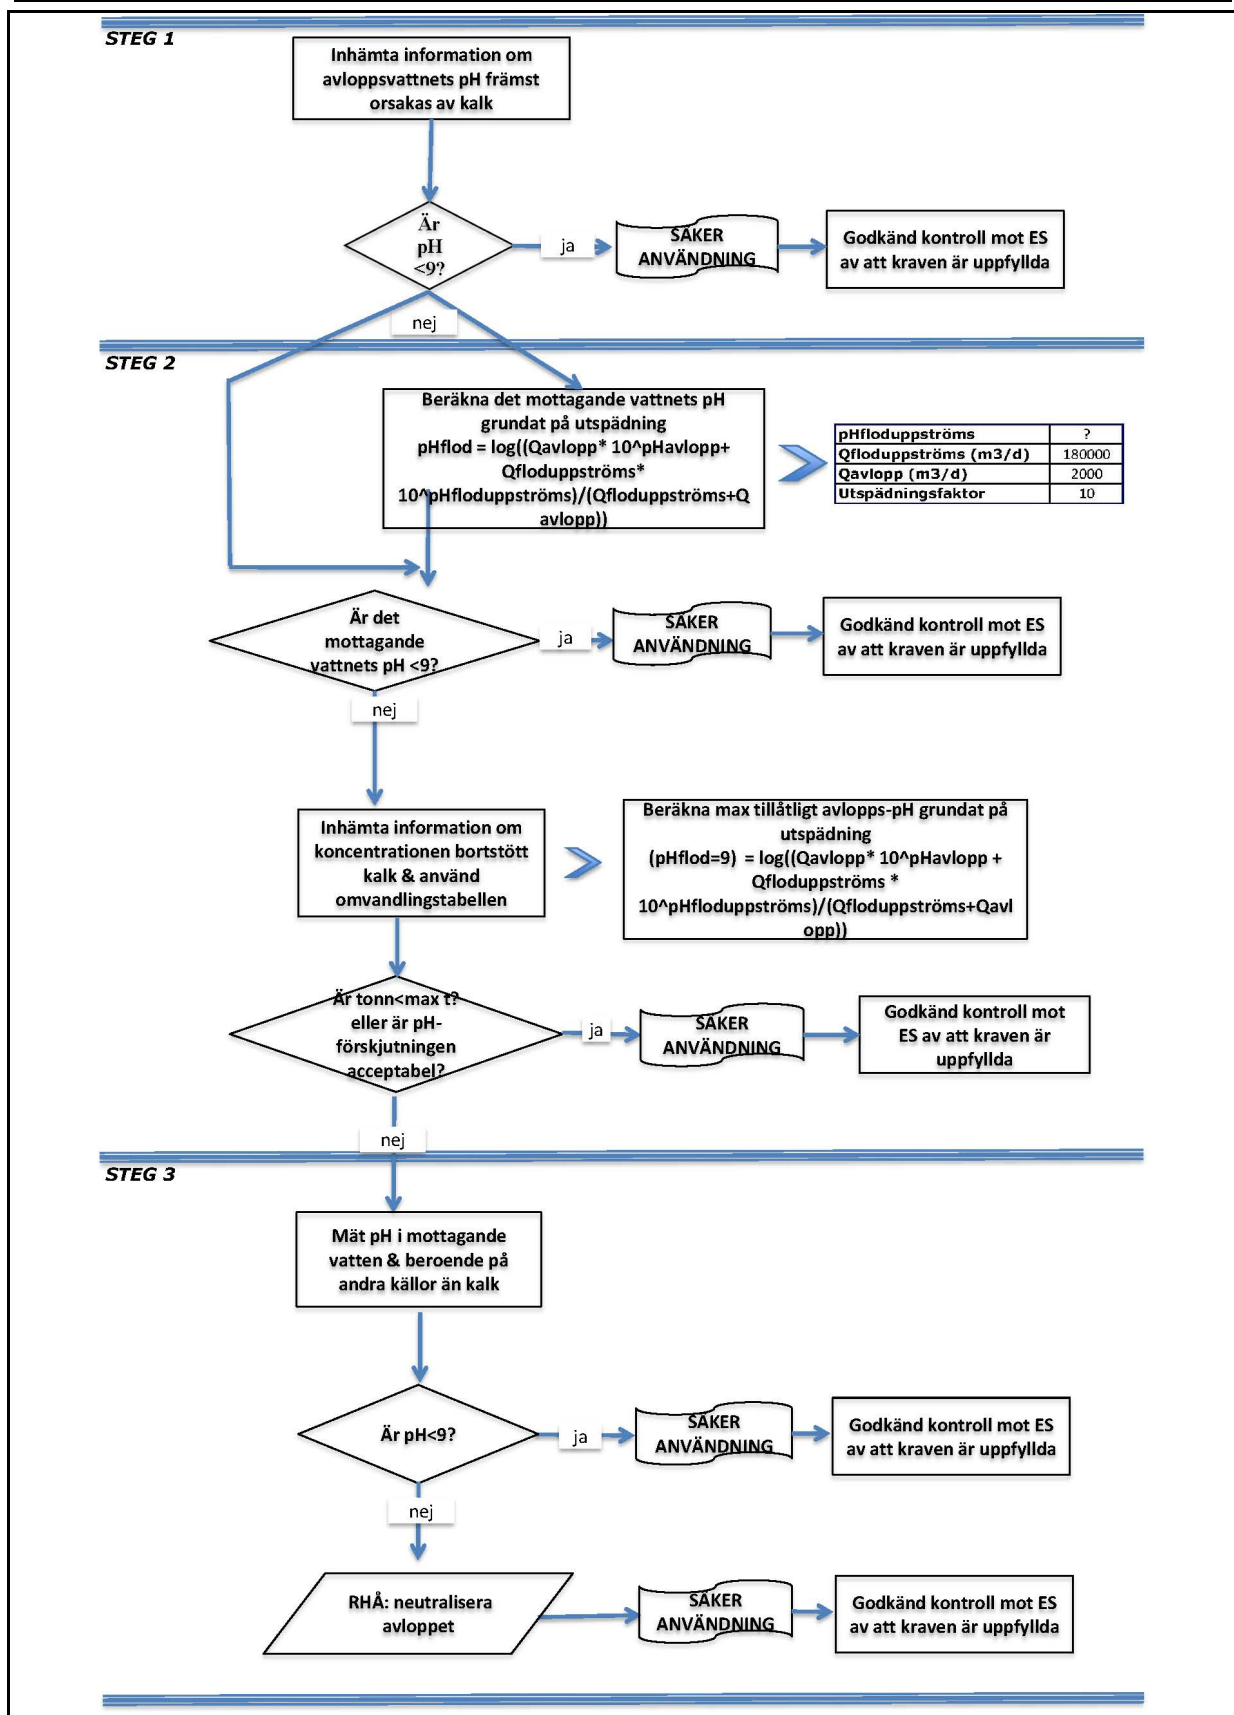 STEG 1
Inhämta information om
avloppsvattnets pH främst
orsakas av kalk
Är
pH
<9?
ja
SÄKER
ANVÄNDNING
Godkänd kontroll mot ES
av att kraven är uppfyllda
nej
STEG 2
Beräkna det mottagande vattnets pH
grundat på utspädning
pHflod = log((Qavlopp* 10^pHavlopp+
Qfloduppströms*
10^pHfloduppströms)/(Qfloduppströms+Q
avlopp))
pHfloduppströms ?
Qfloduppströms (m3/d) 180000
Qavlopp (m3/d) 2000
Utspädningsfaktor 10
Är det
mottagande
vattnets pH <9?
ja
SÄKER
ANVÄNDNING
Godkänd kontroll mot ES
av att kraven är uppfyllda
nej
Inhämta information om
koncentrationen bortstött
kalk & använd
omvandlingstabellen
Beräkna max tillåtligt avlopps-pH grundat på
utspädning
(pHflod=9) = log((Qavlopp* 10^pHavlopp +
Qfloduppströms *
10^pHfloduppströms)/(Qfloduppströms+Qavl
opp))
Är tonn<max t?
eller är pH-
förskjutningen
acceptabel?
ja
SÄKER
ANVÄNDNING
Godkänd kontroll mot
ES av att kraven är
uppfyllda
nej
STEG 3
Mät pH i mottagande
vatten & beroende på
andra källor än kalk
Är pH<9?
ja
SÄKER
ANVÄNDNING
Godkänd kontroll mot ES
av att kraven är uppfyllda
nej
RHÅ: neutralisera
avloppet
SÄKER
ANVÄNDNING
Godkänd kontroll mot ES
av att kraven är uppfyllda